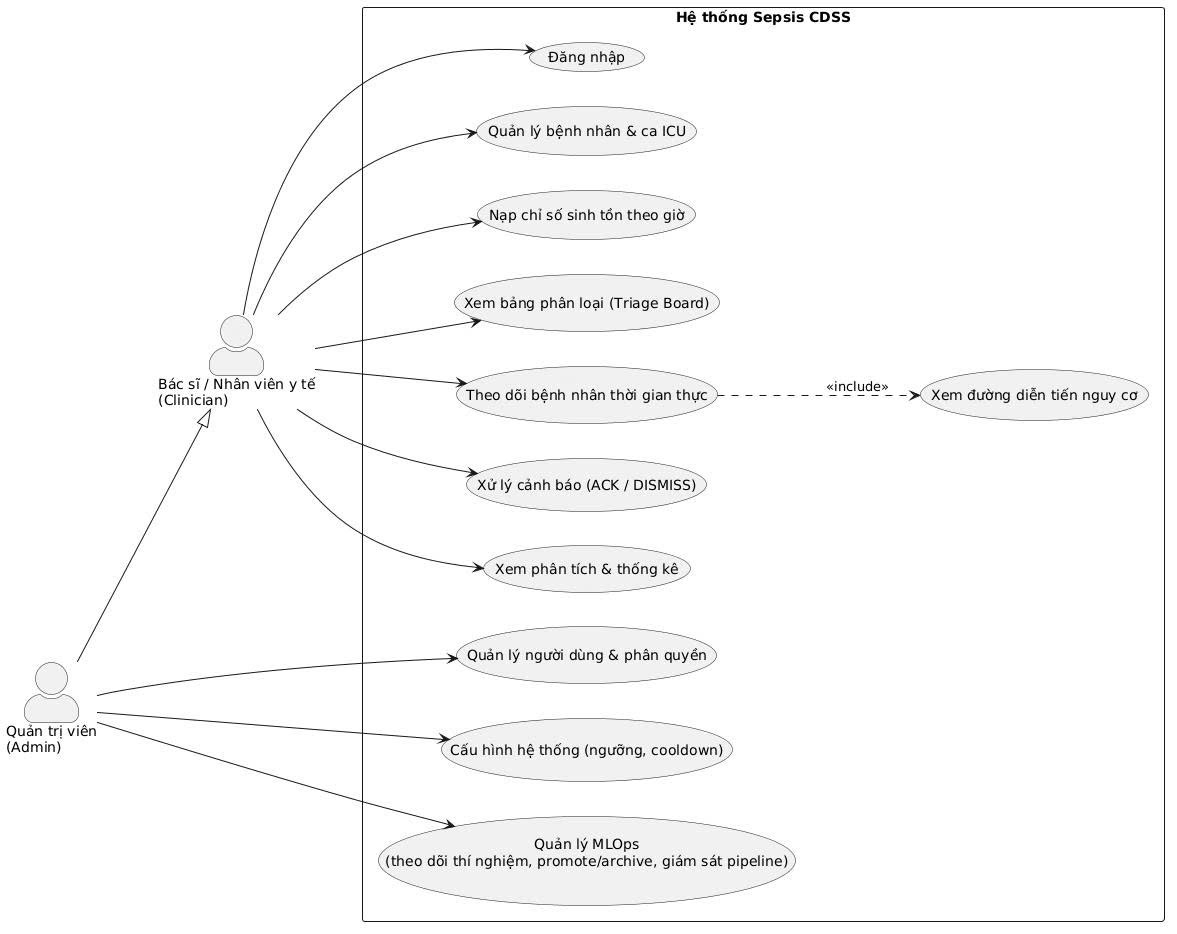 Hệ thống Sepsis CDSS
Đăng nhập
Quản lý bệnh nhân & ca ICU
Nạp chỉ số sinh tồn theo giờ
Xem bảng phân loại (Triage Board)
Bác sĩ / Nhân viên y tế
(Clinician)
Theo dõi bệnh nhân thời gian thực
«include»
Xem đường diễn tiến nguy cơ
Xử lý cảnh báo (ACK / DISMISS)
Xem phân tích & thống kê
Quản lý người dùng & phân quyền
Quản trị viên
(Admin)
Cấu hình hệ thống (ngưỡng, cooldown)
Quản lý MLOps
(theo dõi thí nghiệm, promote/archive, giám sát pipeline)